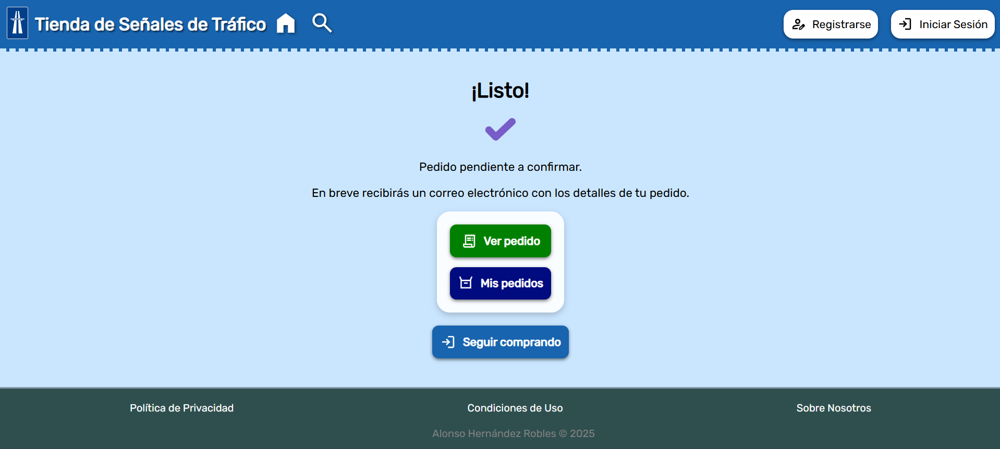 Tienda de Señales de Tráfico
Registrarse
Iniciar Sesión
¡Listo!
Pedido pendiente a confirmar.
En breve recibirás un correo electrónico con los detalles de tu pedido.
Ver pedido
Mis pedidos
Seguir comprando
Política de Privacidad
Condiciones de Uso
Sobre Nosotros
Alonso Hernández Robles © 2025